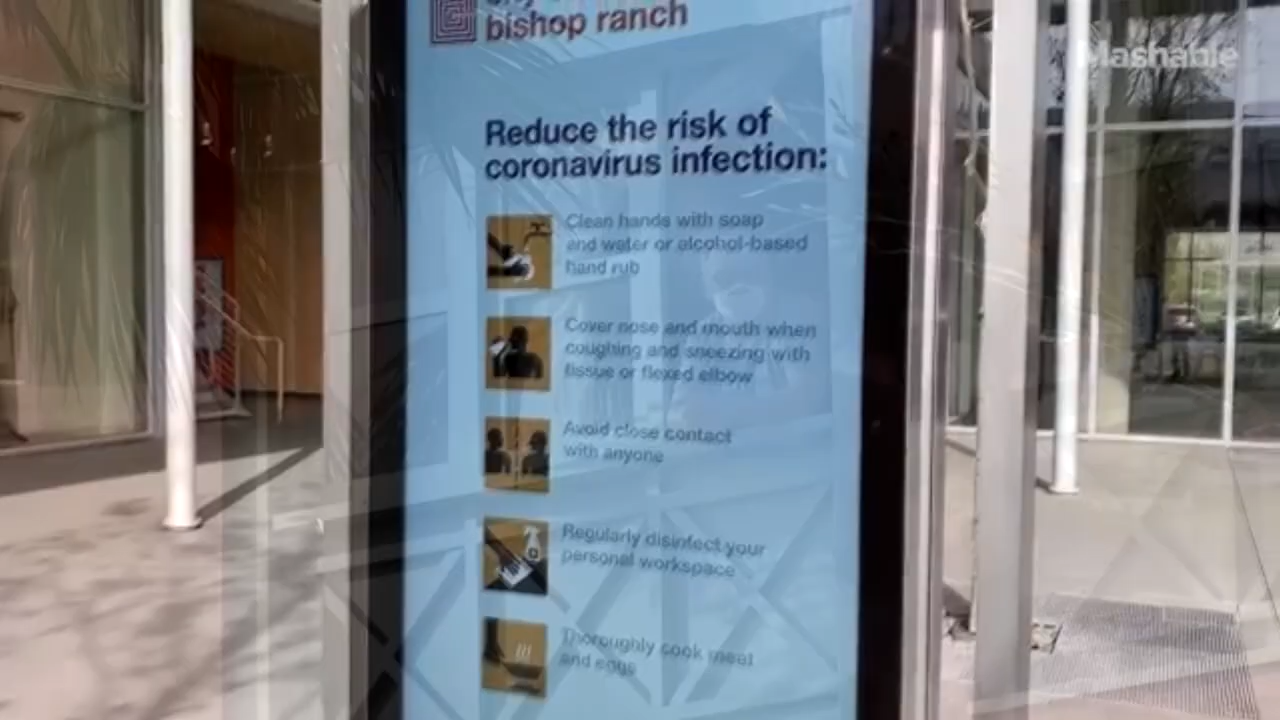 bishop ranch
Mashable
Reduce the risk of
coronavirus infection:
Clean hands with soap
and water or alcohol-based
hand rub
Cover nose and mouth when
coughing and sneezing with
tissue or flexed elbow
Avoid close contact
with anyone
Regularly disinfect your
personal workspace
Thoroughly cook meat
and eggs